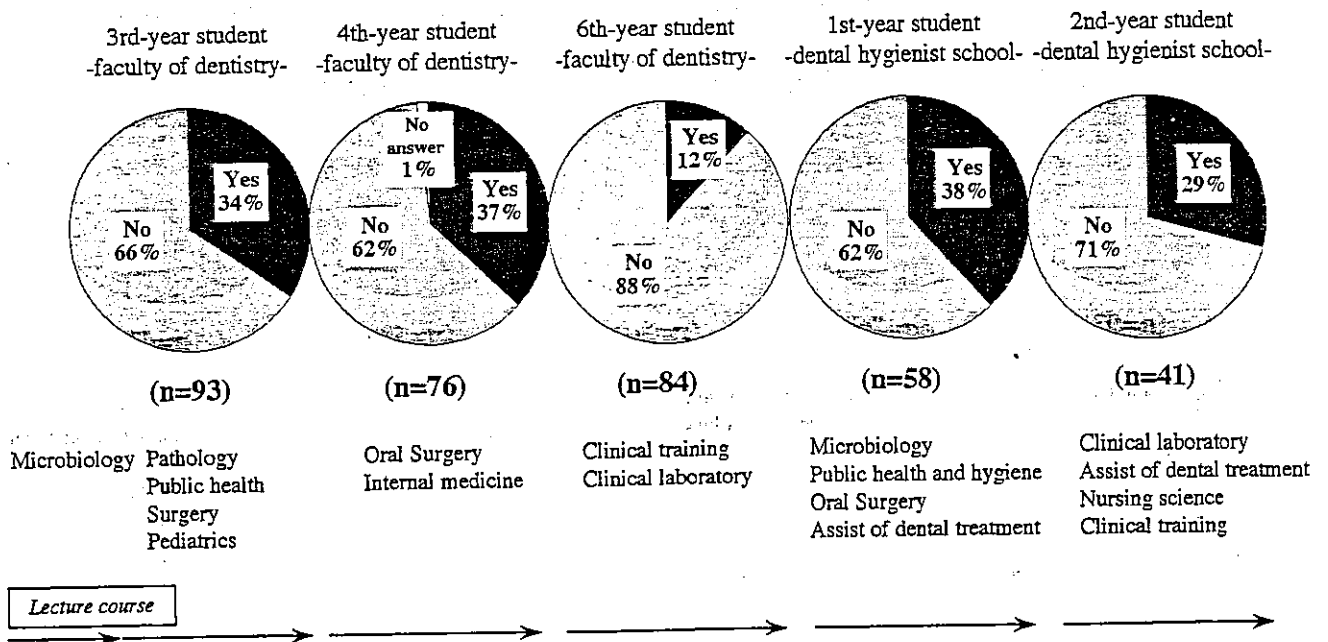 3rd-year student
-faculty of dentistry-
4th-year student
-faculty of dentistry-
6th-year student
-faculty of dentistry-
1st-year student
-dental hygienist school-
2nd-year student
-dental hygienist school-
Yes
34%
No
66%
No
answer
1%
Yes
37%
No
62%
Yes
12%
No
88%
Yes
38%
No
62%
Yes
29%
No
71%
(n=93)
(n=76)
(n=84)
(n=58)
(n=41)
Microbiology
Pathology
Public health
Surgery
Pediatrics
Oral Surgery
Internal medicine
Clinical training
Clinical laboratory
Microbiology
Public health and hygiene
Oral Surgery
Assist of dental treatment
Clinical laboratory
Assist of dental treatment
Nursing science
Clinical training
Lecture course